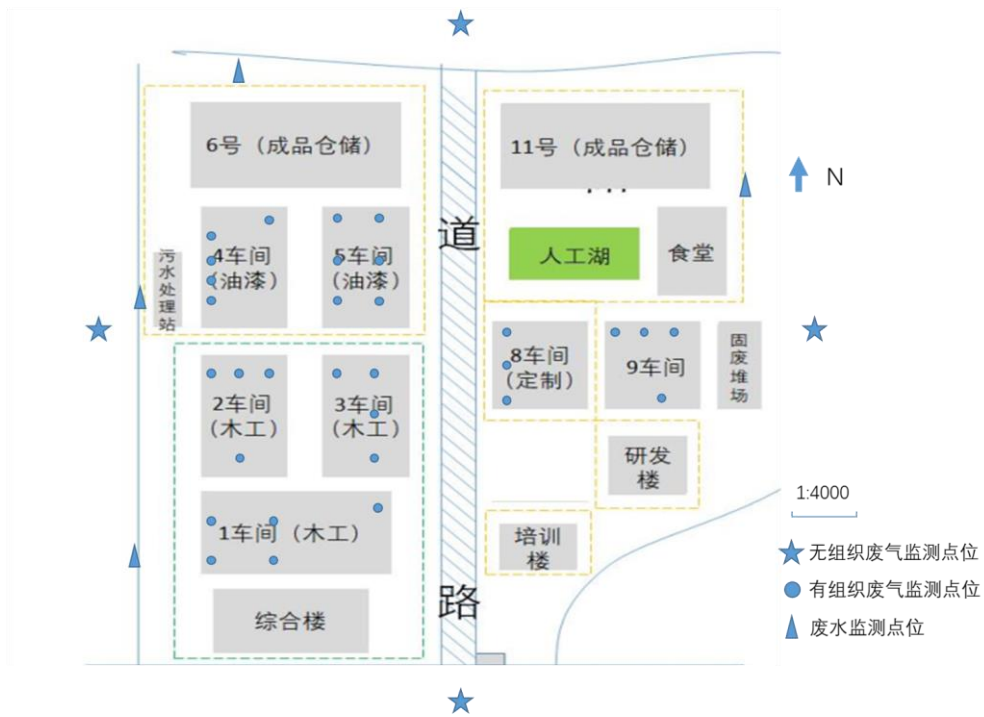 6号（成品仓储）
11号（成品仓储）
N
道
4车间
（油漆）
5车间
（油漆）
污
水
处
理
站
人工湖
食堂
2车间
（木工）
3车间
（木工）
8车间
（定制）
9车间
固
废
堆
场
研发
楼
1车间（木工）
培训
楼
综合楼
路
1:4000
无组织废气监测点位
有组织废气监测点位
废水监测点位